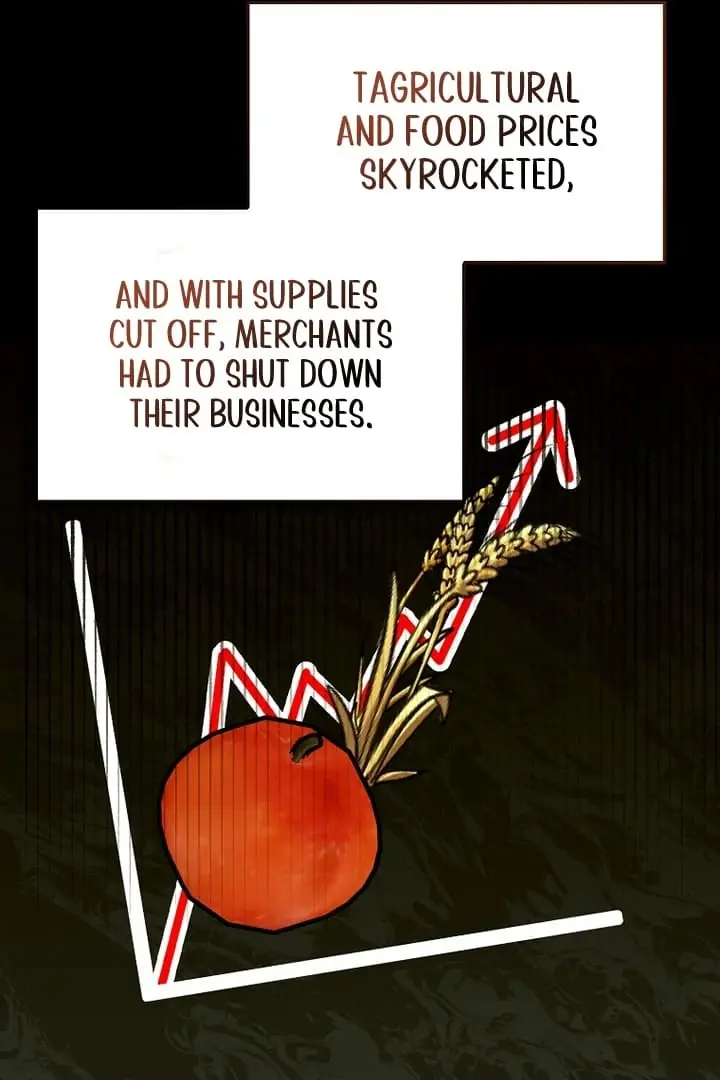 TAGRICULTURAL
AND FOOD PRICES
SKYROCKETED,
AND WITH SUPPLIES
CUT OFF, MERCHANTS
HAD TO SHUT DOWN
THEIR BUSINESSES.